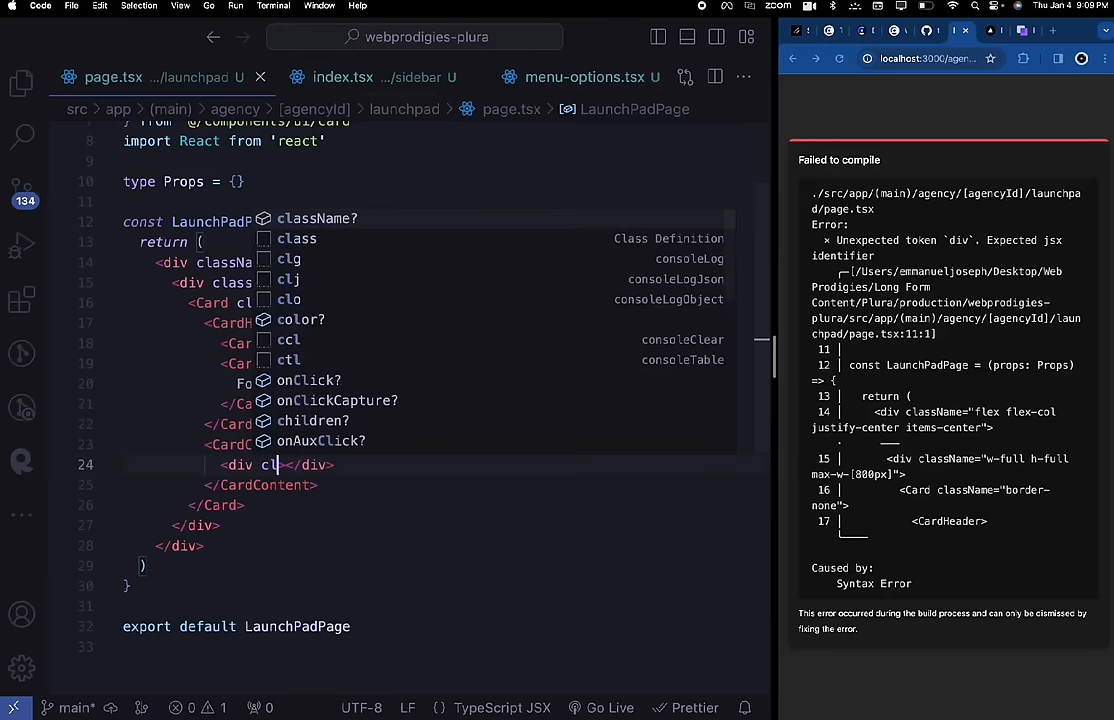 Code File Edit Selection View Go Run Terminal Window Help zoom Thu Jan 4 9:09 PM
webprodigies-plura
page.tsx .../launchpad U index.tsx .../sidebar U menu-options.tsx U
src app (main) agency [agencyId] launchpad page.tsx LaunchPadPage
8 import React from 'react'
9
10 type Props = {}
11
12 const LaunchPadP
13 return (
14 <div classNa
15 <div class
16 <Card cl
17 <CardH
18 <Car
19 <Car
20 Fo
21 </Ca
22 </Card
23 <CardC
24 <div cl></div>
25 </CardContent>
26 </Card>
27 </div>
28 </div>
29 )
30 }
31
32 export default LaunchPadPage
33
className?
class Class Definition
clg consoleLog
clj consoleLogJson
clo consoleLogObject
color?
ccl consoleClear
ctl consoleTable
onClick?
onClickCapture?
children?
onAuxClick?
134
main* 0 1 0 UTF-8 LF {} TypeScript JSX Go Live Prettier
localhost:3000/agen...
Failed to compile
./src/app/(main)/agency/[agencyId]/launchpa
d/page.tsx
Error:
× Unexpected token `div`. Expected jsx
identifier
╭─[/Users/emmanueljoseph/Desktop/Web
Prodigies/Long Form
Content/Plura/production/webprodigies-
plura/src/app/(main)/agency/[agencyId]/laun
chpad/page.tsx:11:1]
11 │
12 │ const LaunchPadPage = (props: Props)
=> {
13 │ return (
14 │ <div className="flex flex-col
justify-center items-center">
· ───
15 │ <div className="w-full h-full
max-w-[800px]">
16 │ <Card className="border-
none">
17 │ <CardHeader>
╰────
Caused by:
Syntax Error
This error occurred during the build process and can only be dismissed by
fixing the error.